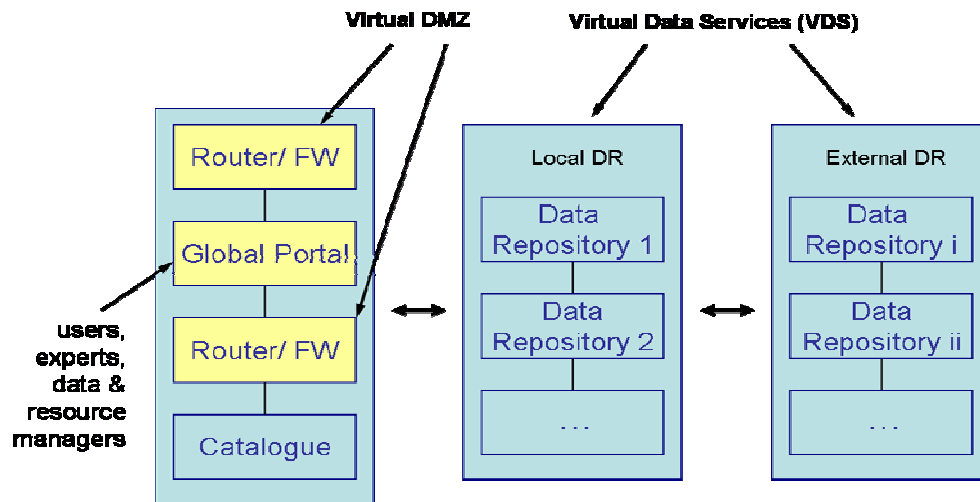 Virtual DMZ
Virtual Data Services (VDS)
Router/ FW
Global Portal
Router/ FW
Catalogue
users,
experts,
data &
resource
managers
Local DR
Data
Repository 1
Data
Repository 2
...
External DR
Data
Repository i
Data
Repository ii
...